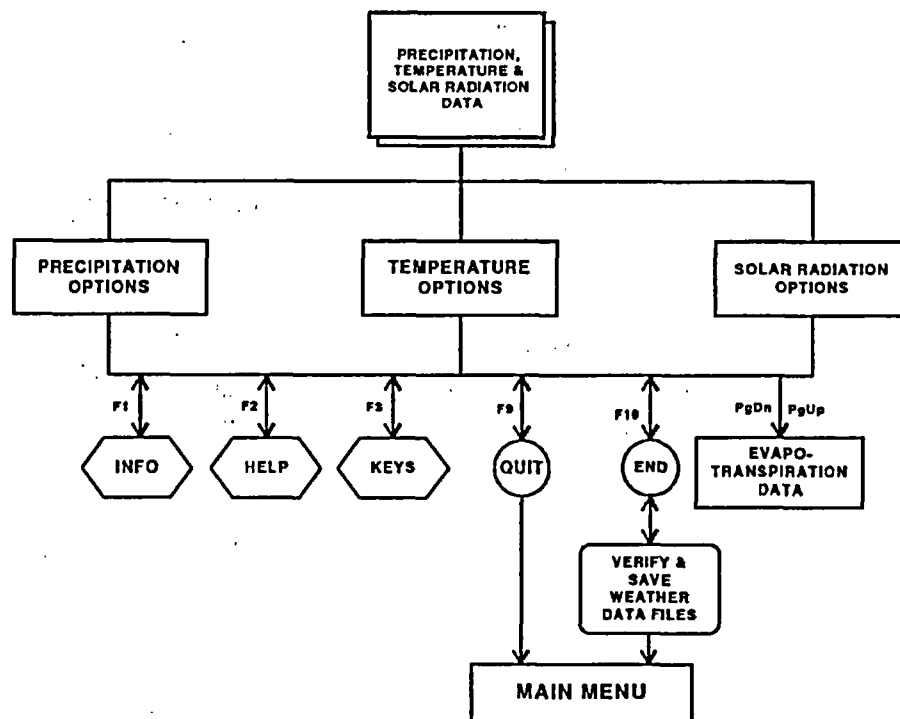 PRECIPITATION,
TEMPERATURE &
SOLAR RADIATION
DATA
PRECIPITATION
OPTIONS
TEMPERATURE
OPTIONS
SOLAR RADIATION
OPTIONS
F1
F2
F3
F9
F10
PgDn
PgUp
INFO
HELP
KEYS
QUIT
END
EVAPO-
TRANSPIRATION
DATA
VERIFY &
SAVE
WEATHER
DATA FILES
MAIN MENU